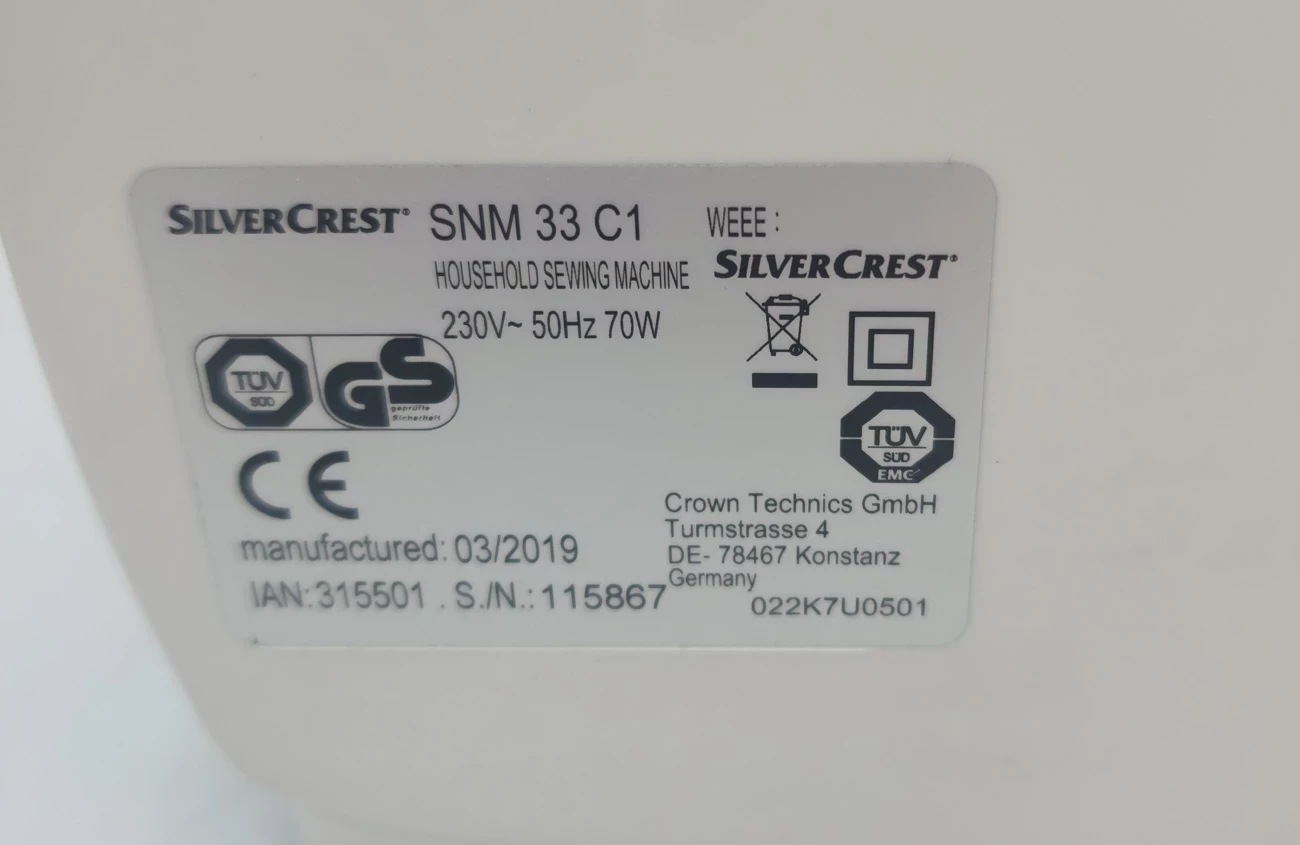 SILVERCREST® SNM 33 C1
HOUSEHOLD SEWING MACHINE
230V~ 50Hz 70W
WEEE :
SILVERCREST®
TÜV
SÜD
GS
geprüfte
Sicherheit
TÜV
SÜD
EMC
CE
manufactured: 03/2019
IAN:315501 . S./N.: 115867
Crown Technics GmbH
Turmstrasse 4
DE- 78467 Konstanz
Germany
022K7U0501